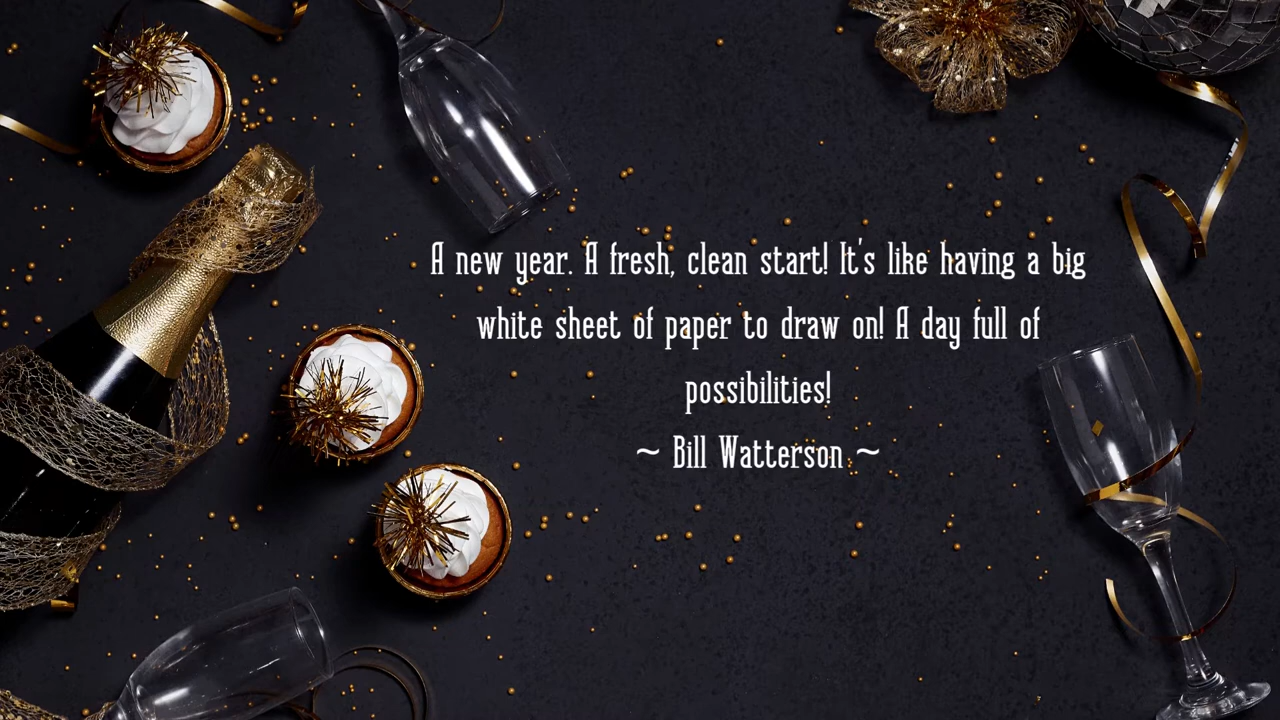 A new year. A fresh, clean start! It's like having a big
white sheet of paper to draw on! A day full of
possibilities!
~ Bill Watterson ~